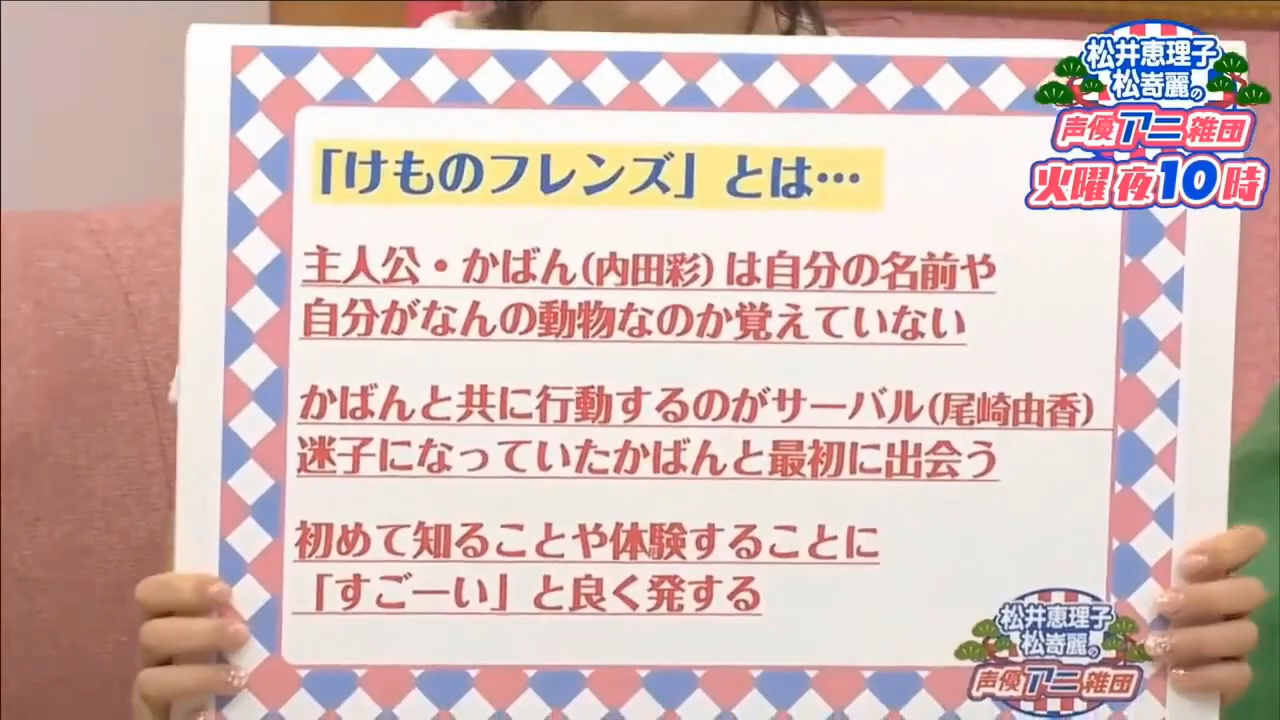 松井恵理子
松嵜麗の
声優アニ雑団
火曜夜10時
「けものフレンズ」とは…
主人公・かばん(内田彩)は自分の名前や
自分がなんの動物なのか覚えていない
かばんと共に行動するのがサーバル(尾崎由香)
迷子になっていたかばんと最初に出会う
初めて知ることや体験することに
「すごーい」と良く発する
松井恵理子
松嵜麗の
声優アニ雑団